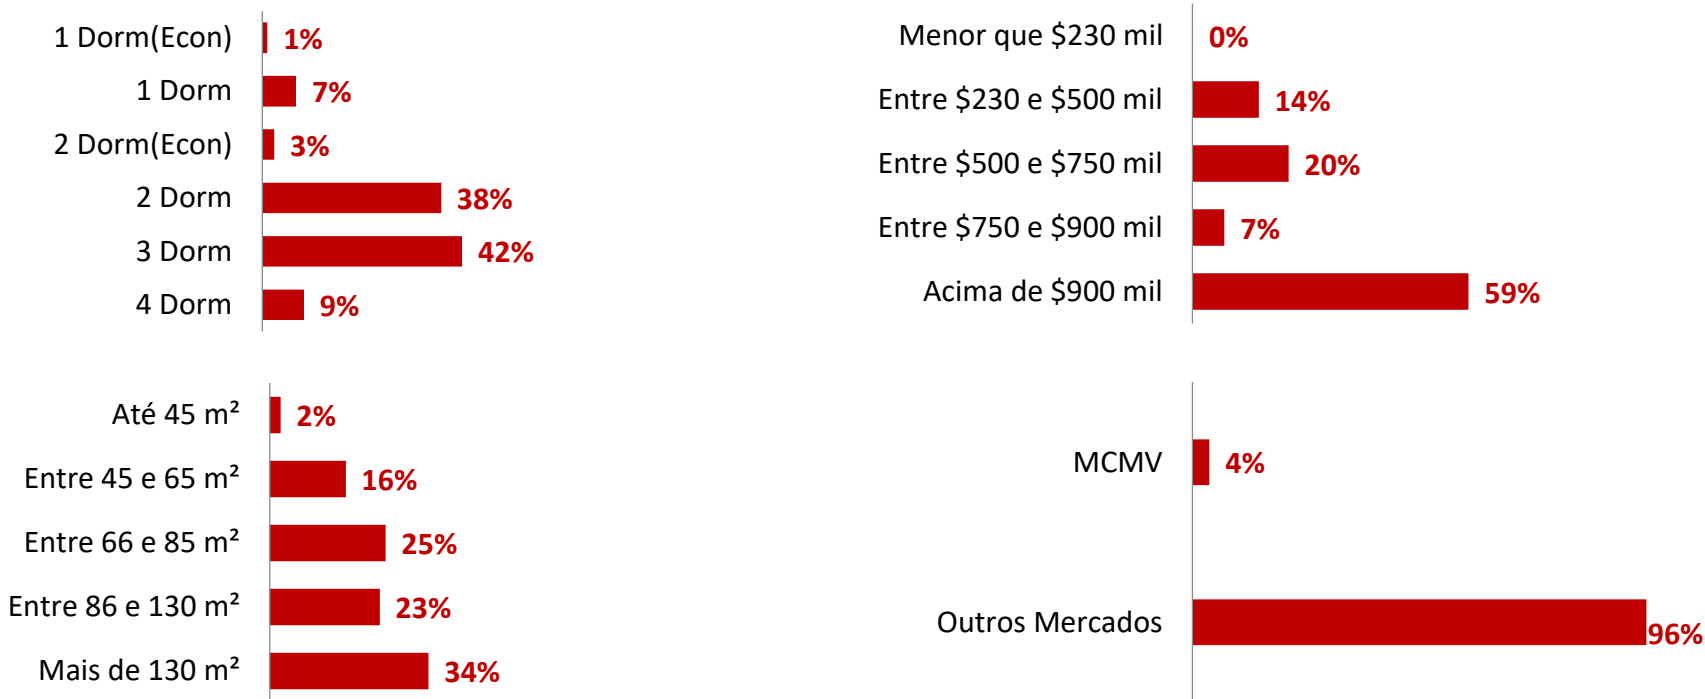 1 Dorm(Econ) 1%
1 Dorm 7%
2 Dorm(Econ) 3%
2 Dorm 38%
3 Dorm 42%
4 Dorm 9%
Menor que $230 mil 0%
Entre $230 e $500 mil 14%
Entre $500 e $750 mil 20%
Entre $750 e $900 mil 7%
Acima de $900 mil 59%
Até 45 m² 2%
Entre 45 e 65 m² 16%
Entre 66 e 85 m² 25%
Entre 86 e 130 m² 23%
Mais de 130 m² 34%
MCMV 4%
Outros Mercados 96%